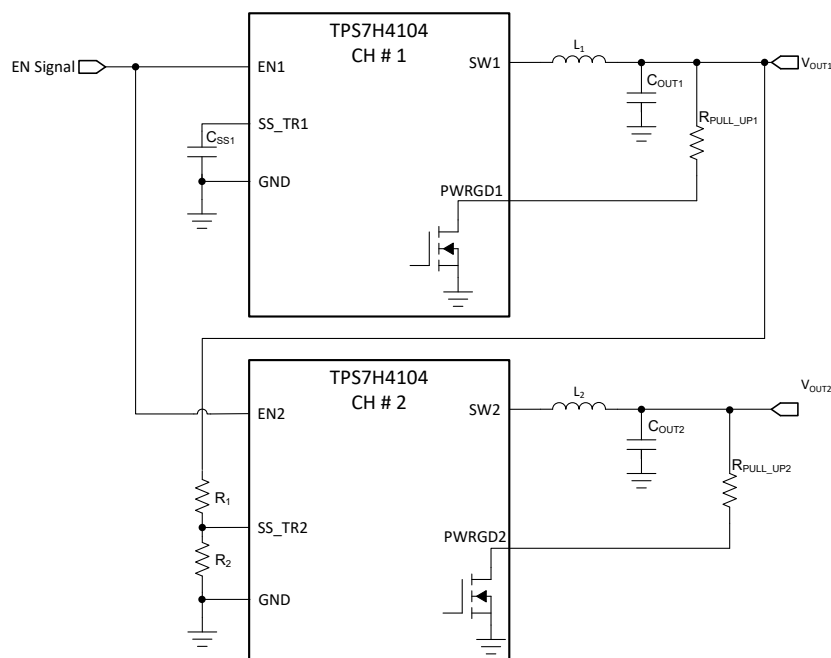 TPS7H4104
CH # 1
EN Signal
EN1
SW1
L1
VOUT1
COUT1
RPULL_UP1
SS_TR1
CSS1
GND
PWRGD1
TPS7H4104
CH # 2
EN2
SW2
L2
VOUT2
COUT2
RPULL_UP2
R1
SS_TR2
PWRGD2
R2
GND